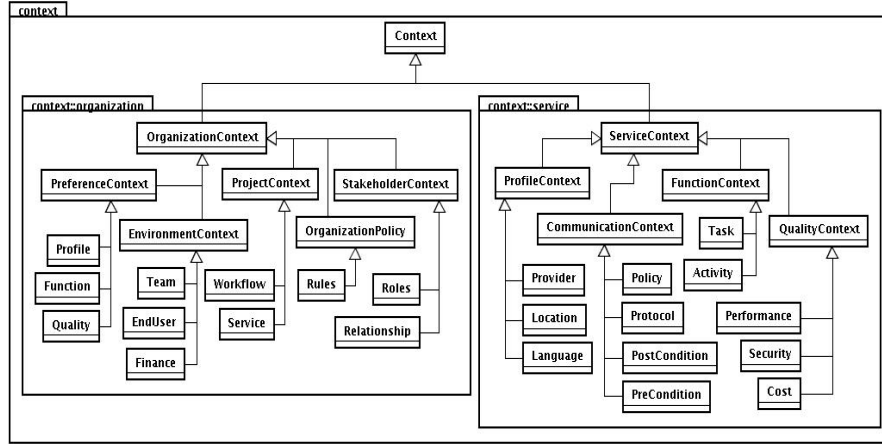 context
Context
context::organization
OrganizationContext
PreferenceContext
ProjectContext
StakeholderContext
EnvironmentContext
OrganizationPolicy
Profile
Function
Quality
Team
EndUser
Finance
Workflow
Service
Rules
Roles
Relationship
context::service
ServiceContext
ProfileContext
FunctionContext
CommunicationContext
QualityContext
Task
Activity
Provider
Location
Language
Policy
Protocol
PostCondition
PreCondition
Performance
Security
Cost